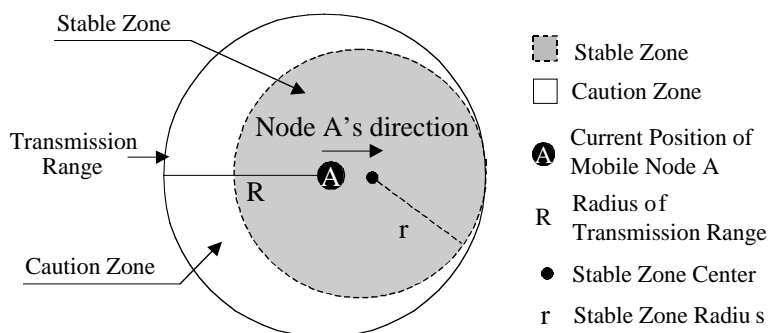 Stable Zone
Node A's direction
A
Transmission
Range
R
r
Caution Zone
Stable Zone
Caution Zone
A
Current Position of
Mobile Node A
R
Radius of
Transmission Range
Stable Zone Center
r
Stable Zone Radius